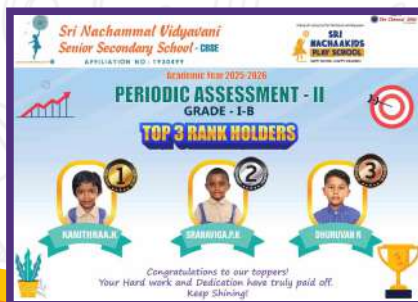 Sri Nachammal Vidyavani
Senior Secondary School - CBSE
AFFILIATION NO : 1930499
SRI
NACHAAKIDS
PLAY SCHOOL
Academic Year 2025-2026
PERIODIC ASSESSMENT - II
GRADE - I-B
TOP 3 RANK HOLDERS
1
2
3
KANITHRAA.K
DHURUVAN R
Congratulations to our toppers!
Your Hard work and Dedication have truly paid off.
Keep Shining!